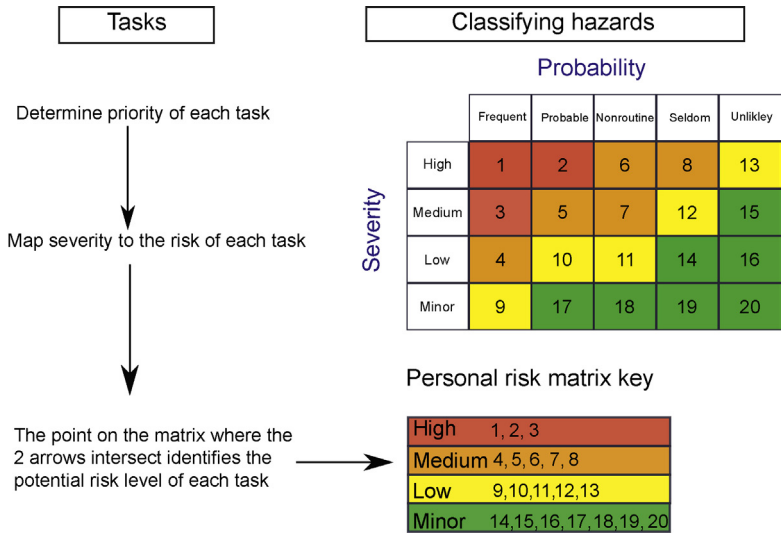 Tasks
Classifying hazards
Determine priority of each task
Map severity to the risk of each task
The point on the matrix where the
2 arrows intersect identifies the
potential risk level of each task
Probability
Severity
Frequent Probable Nonroutine Seldom Unlikley
High 1 2 6 8 13
Medium 3 5 7 12 15
Low 4 10 11 14 16
Minor 9 17 18 19 20
Personal risk matrix key
High 1, 2, 3
Medium 4, 5, 6, 7, 8
Low 9,10,11,12,13
Minor 14,15,16,17,18,19, 20